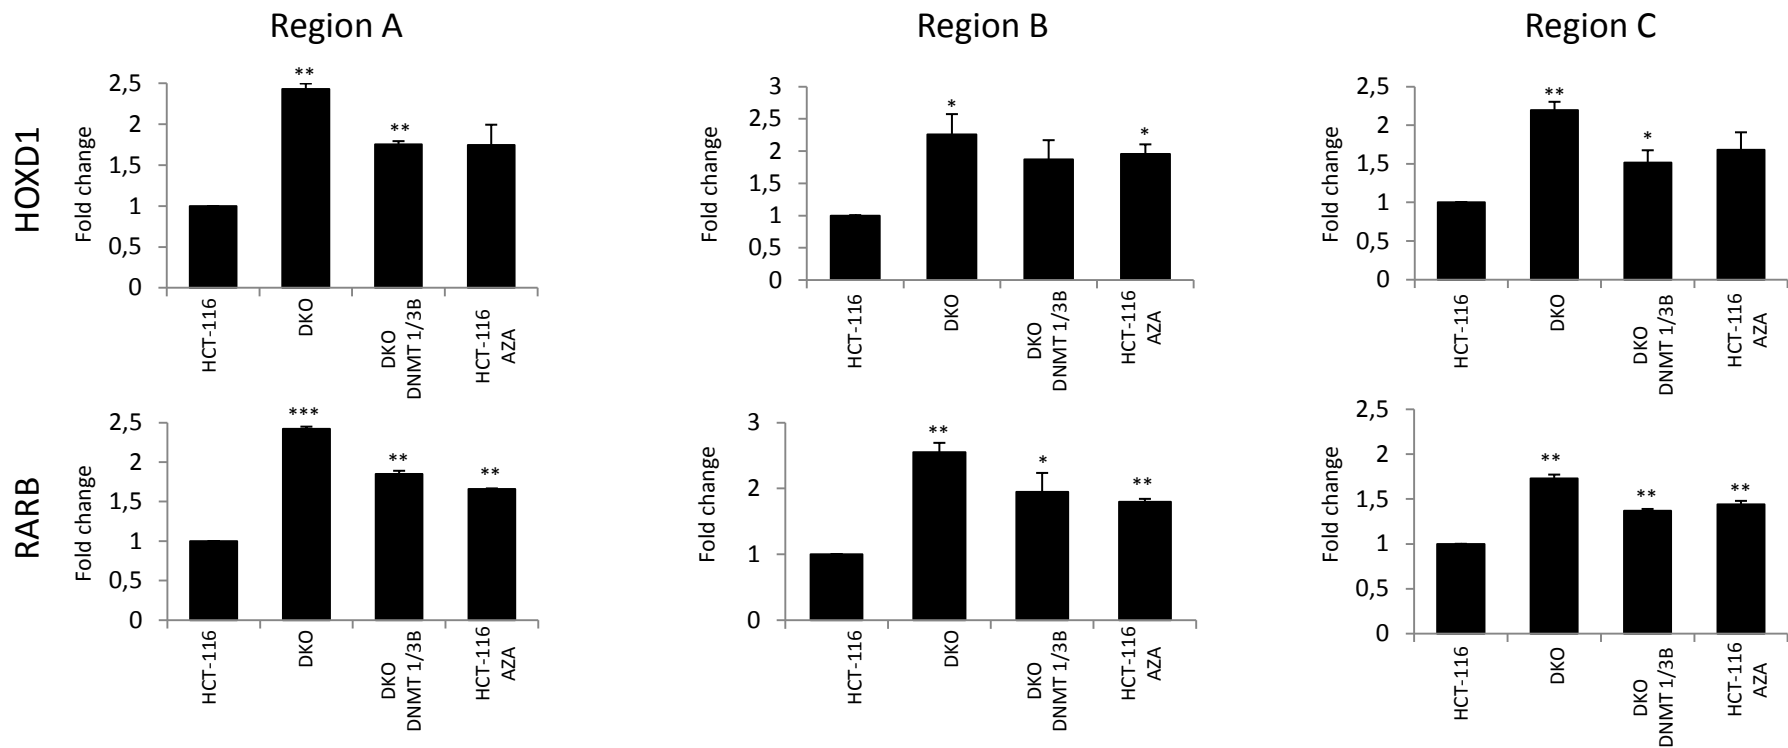 Region A
Region B
Region C
HOXD1
Fold change
2,5
2
1,5
1
0,5
0
**
**
HCT-116
DKO
DKO
DNMT 1/3B
HCT-116
AZA
Fold change
3
2,5
2
1,5
1
0,5
0
*
*
HCT-116
DKO
DKO
DNMT 1/3B
HCT-116
AZA
Fold change
2,5
2
1,5
1
0,5
0
**
*
HCT-116
DKO
DKO
DNMT 1/3B
HCT-116
AZA
RARB
Fold change
2,5
2
1,5
1
0,5
0
***
**
**
HCT-116
DKO
DKO
DNMT 1/3B
HCT-116
AZA
Fold change
3
2
1
0
**
*
**
HCT-116
DKO
DKO
DNMT 1/3B
HCT-116
AZA
Fold change
2,5
2
1,5
1
0,5
0
**
**
**
HCT-116
DKO
DKO
DNMT 1/3B
HCT-116
AZA